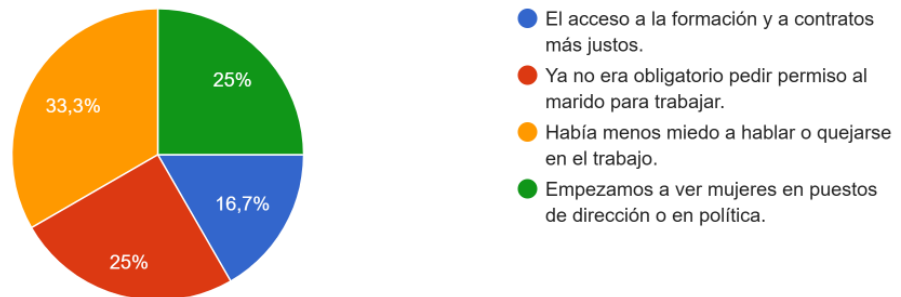 25%
33,3%
16,7%
25%
El acceso a la formación y a contratos
más justos.
Ya no era obligatorio pedir permiso al
marido para trabajar.
Había menos miedo a hablar o quejarse
en el trabajo.
Empezamos a ver mujeres en puestos
de dirección o en política.